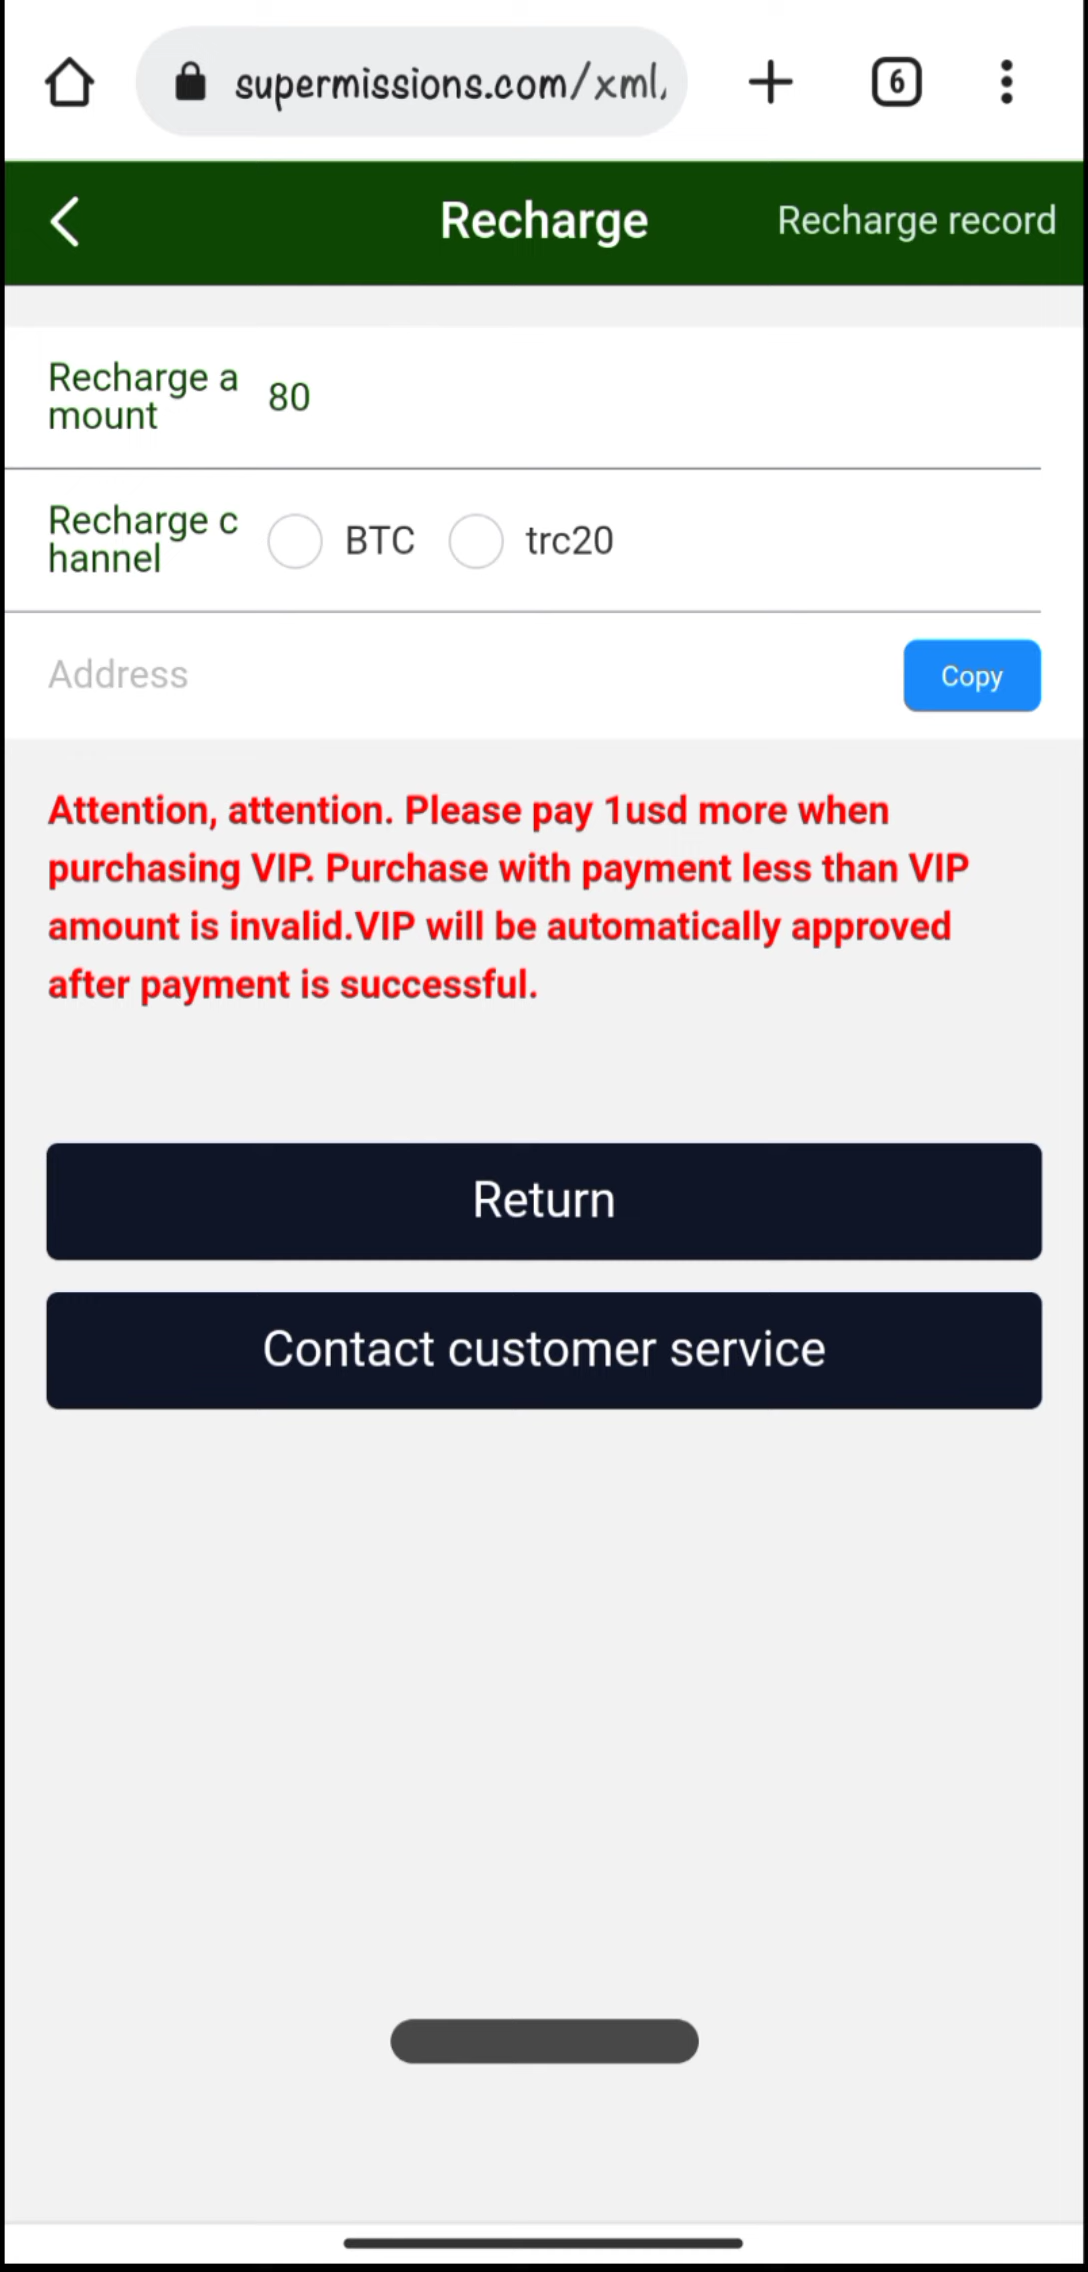 supermissions.com/xml
6
Recharge
Recharge record
Recharge a
mount
80
Recharge c
hannel
BTC
trc20
Address
Copy
Attention, attention. Please pay 1usd more when
purchasing VIP. Purchase with payment less than VIP
amount is invalid.VIP will be automatically approved
after payment is successful.
Return
Contact customer service